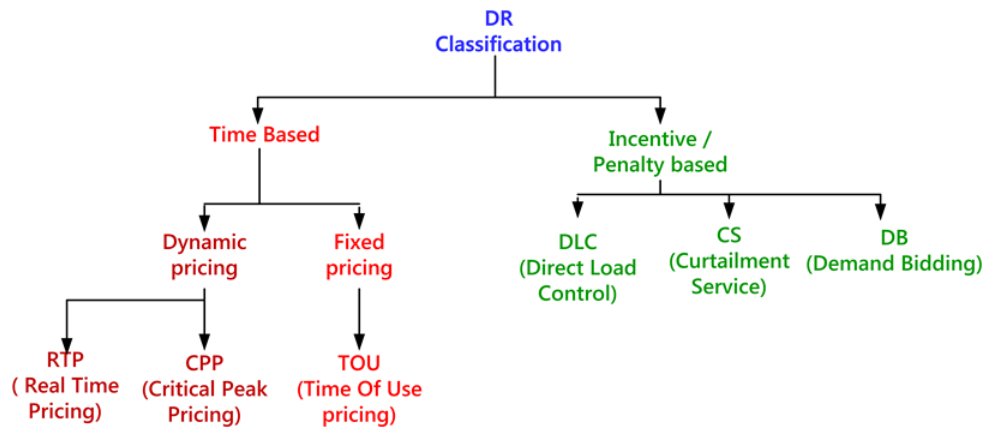 DR
Classification
Time Based
Incentive /
Penalty based
Dynamic
pricing
Fixed
pricing
DLC
(Direct Load
Control)
CS
(Curtailment
Service)
DB
(Demand Bidding)
RTP
( Real Time
Pricing)
CPP
(Critical Peak
Pricing)
TOU
(Time Of Use
pricing)